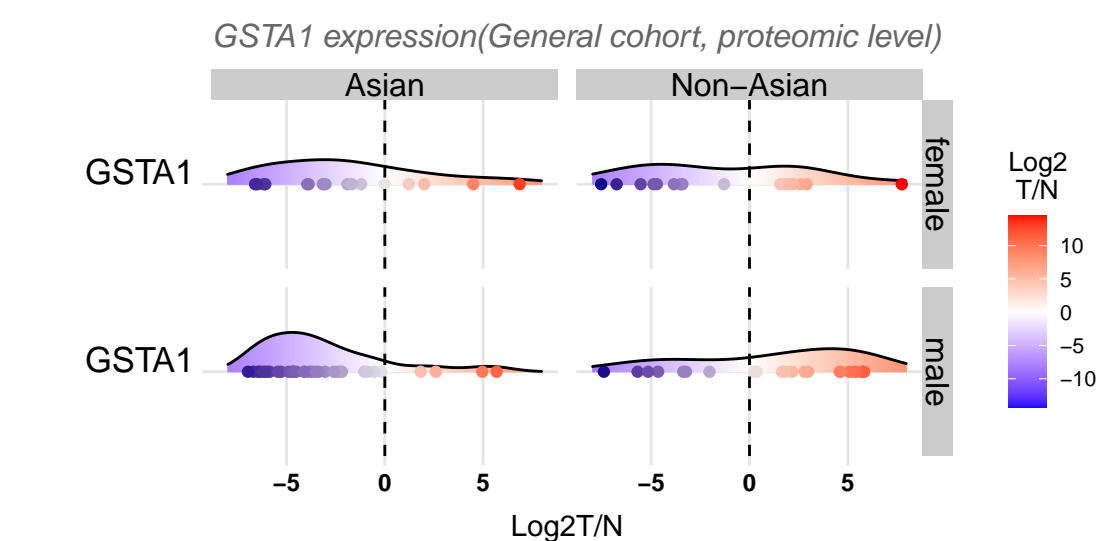 GSTA1 expression(General cohort, proteomic level)
Asian
Non−Asian
GSTA1
female
GSTA1
male
−5
0
5
−5
0
5
Log2T/N
Log2
T/N
10
5
0
−5
−10